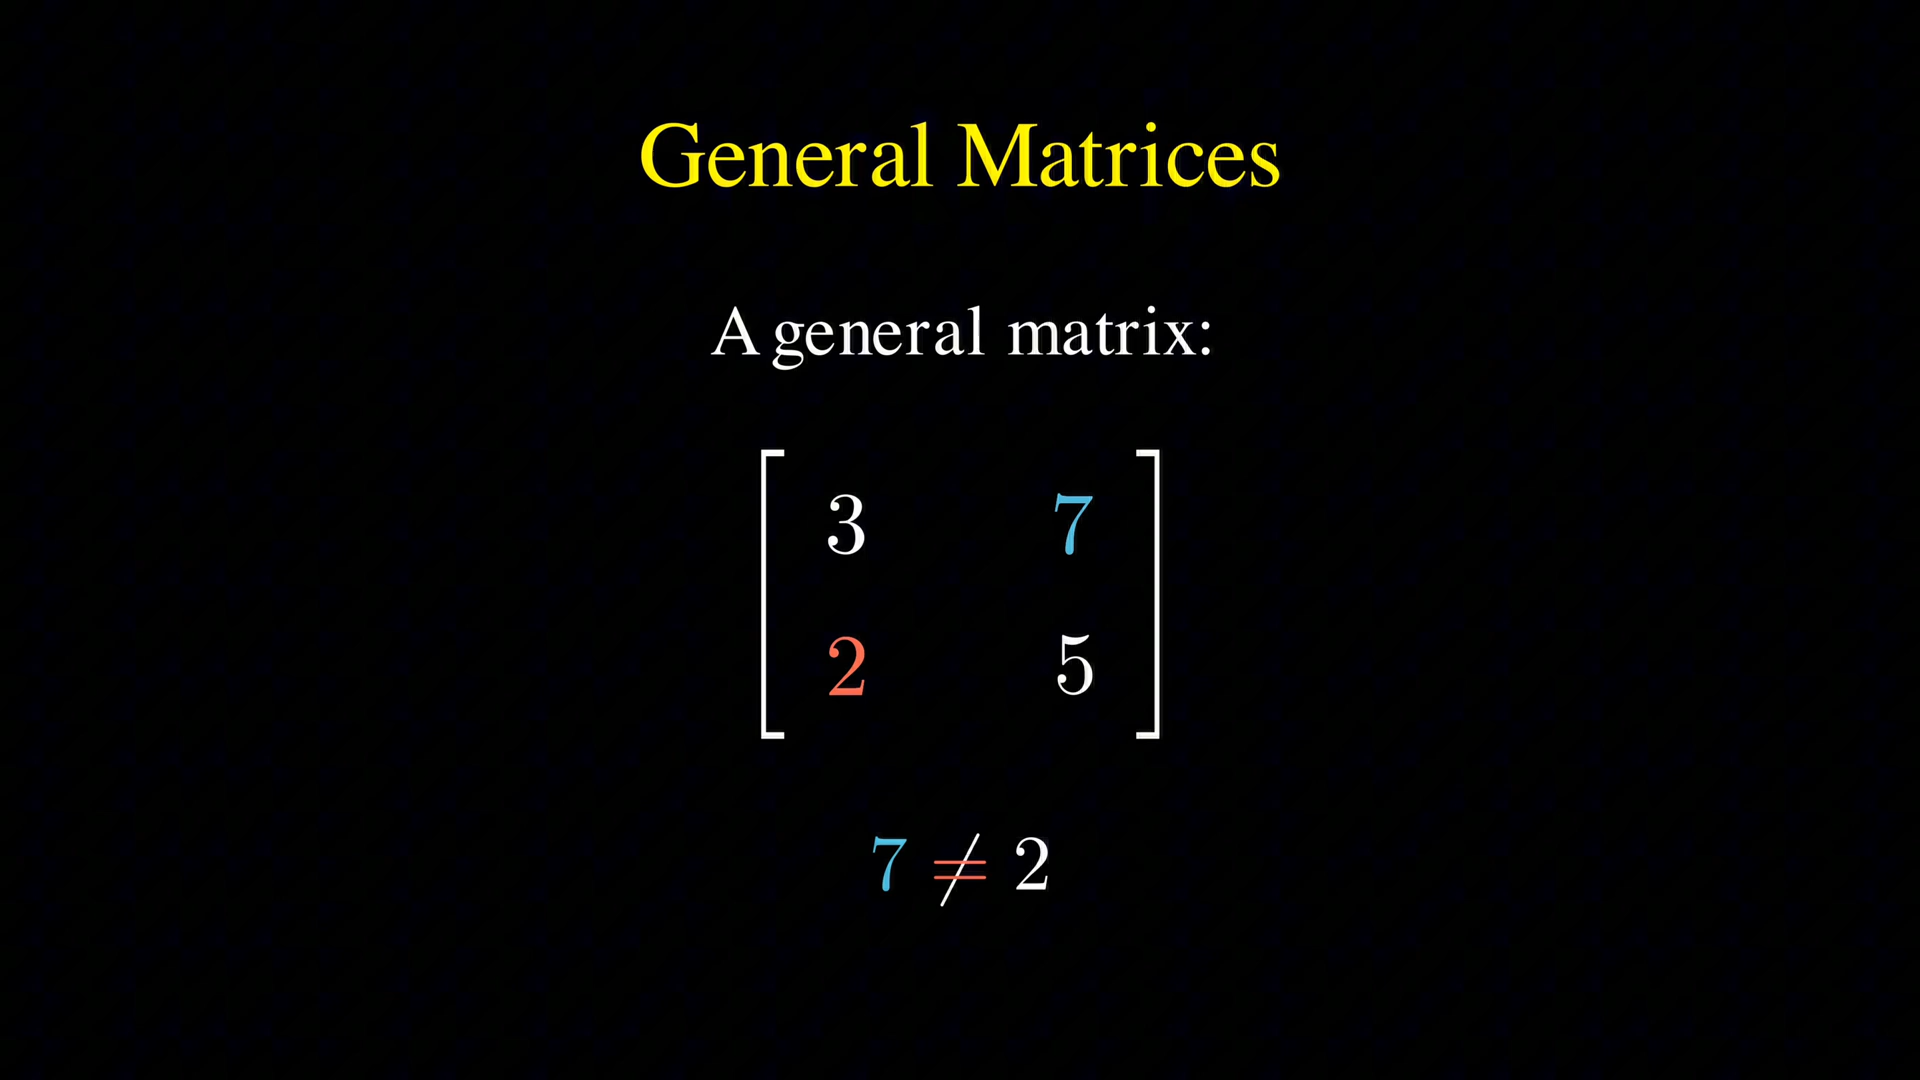 General Matrices
A general matrix:
3 7
2 5
7 ≠ 2